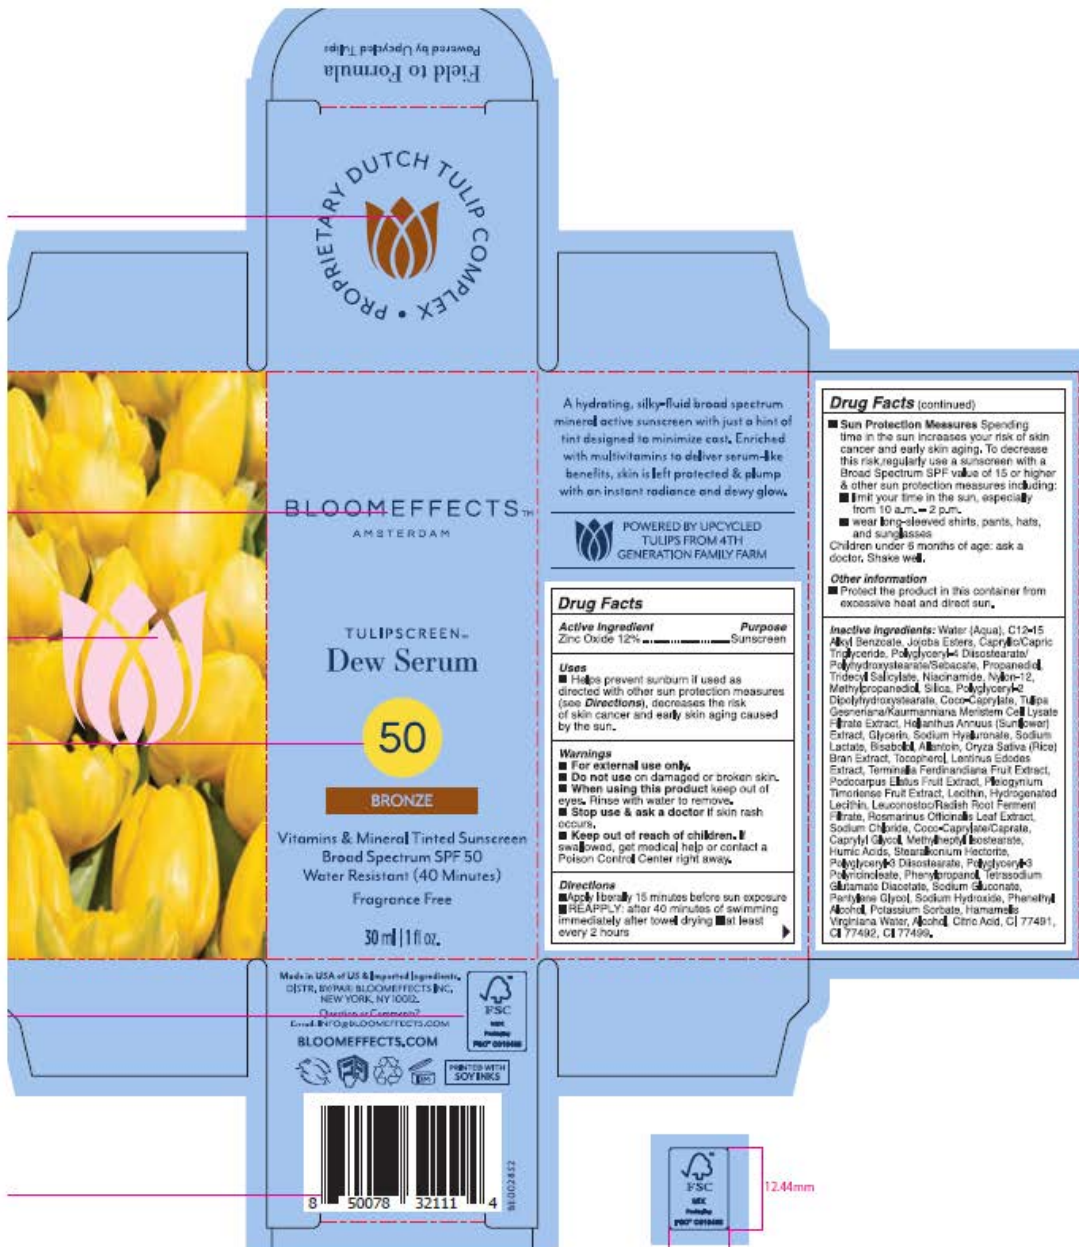 Field to Formula
Powered by Upcycled Tulips
PROPRIETARY DUTCH TULIP COMPLEX •
BLOOMEFFECTS™
AMSTERDAM
TULIPSCREEN™
Dew Serum
50
BRONZE
Vitamins & Mineral Tinted Sunscreen
Broad Spectrum SPF 50
Water Resistant (40 Minutes)
Fragrance Free
30 ml | 1 fl oz.
A hydrating, silky-fluid broad spectrum
mineral active sunscreen with just a hint of
tint designed to minimize cast. Enriched
with multivitamins to deliver serum-like
benefits, skin is left protected & plump
with an instant radiance and dewy glow.
POWERED BY UPCYCLED
TULIPS FROM 4TH
GENERATION FAMILY FARM
Drug Facts
Active Ingredient Purpose
Zinc Oxide 12% Sunscreen
Uses
■ Helps prevent sunburn if used as
directed with other sun protection measures
(see Directions), decreases the risk
of skin cancer and early skin aging caused
by the sun.
Warnings
■ For external use only.
■ Do not use on damaged or broken skin.
■ When using this product keep out of
eyes. Rinse with water to remove.
■ Stop use & ask a doctor if skin rash
occurs.
■ Keep out of reach of children. If
swallowed, get medical help or contact a
Poison Control Center right away.
Directions
■ Apply liberally 15 minutes before sun exposure
■ REAPPLY: after 40 minutes of swimming
immediately after towel drying ■ at least
every 2 hours
Drug Facts (continued)
■ Sun Protection Measures Spending
time in the sun increases your risk of skin
cancer and early skin aging. To decrease
this risk,regularly use a sunscreen with a
Broad Spectrum SPF value of 15 or higher
& other sun protection measures including:
■ limit your time in the sun, especially
from 10 a.m. – 2 p.m.
■ wear long-sleeved shirts, pants, hats,
and sunglasses
Children under 6 months of age: ask a
doctor. Shake well.
Other information
■ Protect the product in this container from
excessive heat and direct sun.
Inactive Ingredients: Water (Aqua), C12-15
Alkyl Benzoate, Jojoba Esters, Caprylic/Capric
Triglyceride, Polyglyceryl-4 Diisostearate/
Polyhydroxystearate/Sebacate, Propanediol,
Tridecyl Salicylate, Niacinamide, Nylon-12,
Methylpropanediol, Silica, Polyglyceryl-2
Dipolyhydroxystearate, Coco-Caprylate, Tulipa
Gesneriana/Kaurmanniana Meristem Cell Lysate
Filtrate Extract, Helianthus Annuus (Sunflower)
Extract, Glycerin, Sodium Hyaluronate, Sodium
Lactate, Bisabolol, Allantoin, Oryza Sativa (Rice)
Bran Extract, Tocopherol, Lentinus Edodes
Extract, Terminalia Ferdinandiana Fruit Extract,
Podocarpus Elatus Fruit Extract, Pleiogynium
Timoriense Fruit Extract, Lecithin, Hydrogenated
Lecithin, Leuconostoc/Radish Root Ferment
Filtrate, Rosmarinus Officinalis Leaf Extract,
Sodium Chloride, Coco-Caprylate/Caprate,
Caprylyl Glycol, Methylheptyl Isostearate,
Humic Acids, Stearalkonium Hectorite,
Polyglyceryl-3 Diisostearate, Polyglyceryl-3
Polyricinoleate, Phenylpropanol, Tetrasodium
Glutamate Diacetate, Sodium Gluconate,
Pentylene Glycol, Sodium Hydroxide, Phenethyl
Alcohol, Potassium Sorbate, Hamamelis
Virginiana Water, Alcohol, Citric Acid, CI 77491,
CI 77492, CI 77499.
Made in USA of US & Imported Ingredients.
DISTR. BY/PAR: BLOOMEFFECTS INC,
NEW YORK, NY 10012.
Question or Comments?
Email: INFO@BLOOMEFFECTS.COM
BLOOMEFFECTS.COM
FSC
MIX
Packaging
PRINTED WITH
SOY INKS
8 50078 32111 4
BE002852
FSC
MIX
Packaging
12.44mm